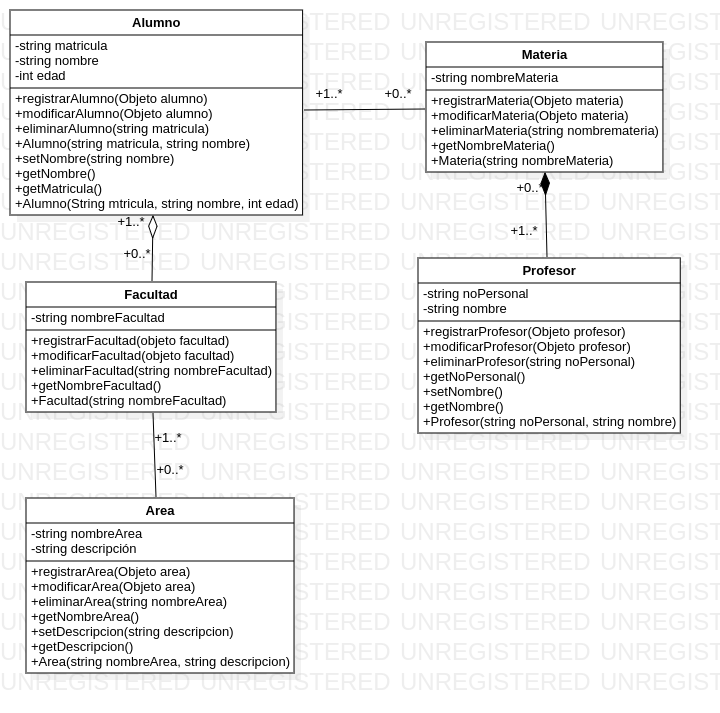 Alumno
-string matricula
-string nombre
-int edad
+registrarAlumno(Objeto alumno)
+modificarAlumno(Objeto alumno)
+eliminarAlumno(string matricula)
+Alumno(string matricula, string nombre)
+setNombre(string nombre)
+getNombre()
+getMatricula()
+Alumno(String mtricula, string nombre, int edad)
+1..*
+0..*
Materia
-string nombreMateria
+registrarMateria(Objeto materia)
+modificarMateria(Objeto materia)
+eliminarMateria(string nombremateria)
+getNombreMateria()
+Materia(string nombreMateria)
+1..*
+0..*
+0..
+1..*
Facultad
-string nombreFacultad
+registrarFacultad(objeto facultad)
+modificarFacultad(objeto facultad)
+eliminarFacultad(string nombreFacultad)
+getNombreFacultad()
+Facultad(string nombreFacultad)
Profesor
-string noPersonal
-string nombre
+registrarProfesor(Objeto profesor)
+modificarProfesor(Objeto profesor)
+eliminarProfesor(string noPersonal)
+getNoPersonal()
+setNombre()
+getNombre()
+Profesor(string noPersonal, string nombre)
+1..*
+0..*
Area
-string nombreArea
-string descripción
+registrarArea(Objeto area)
+modificarArea(Objeto area)
+eliminarArea(string nombreArea)
+getNombreArea()
+setDescripcion(string descripcion)
+getDescripcion()
+Area(string nombreArea, string descripcion)
UNREGISTERED